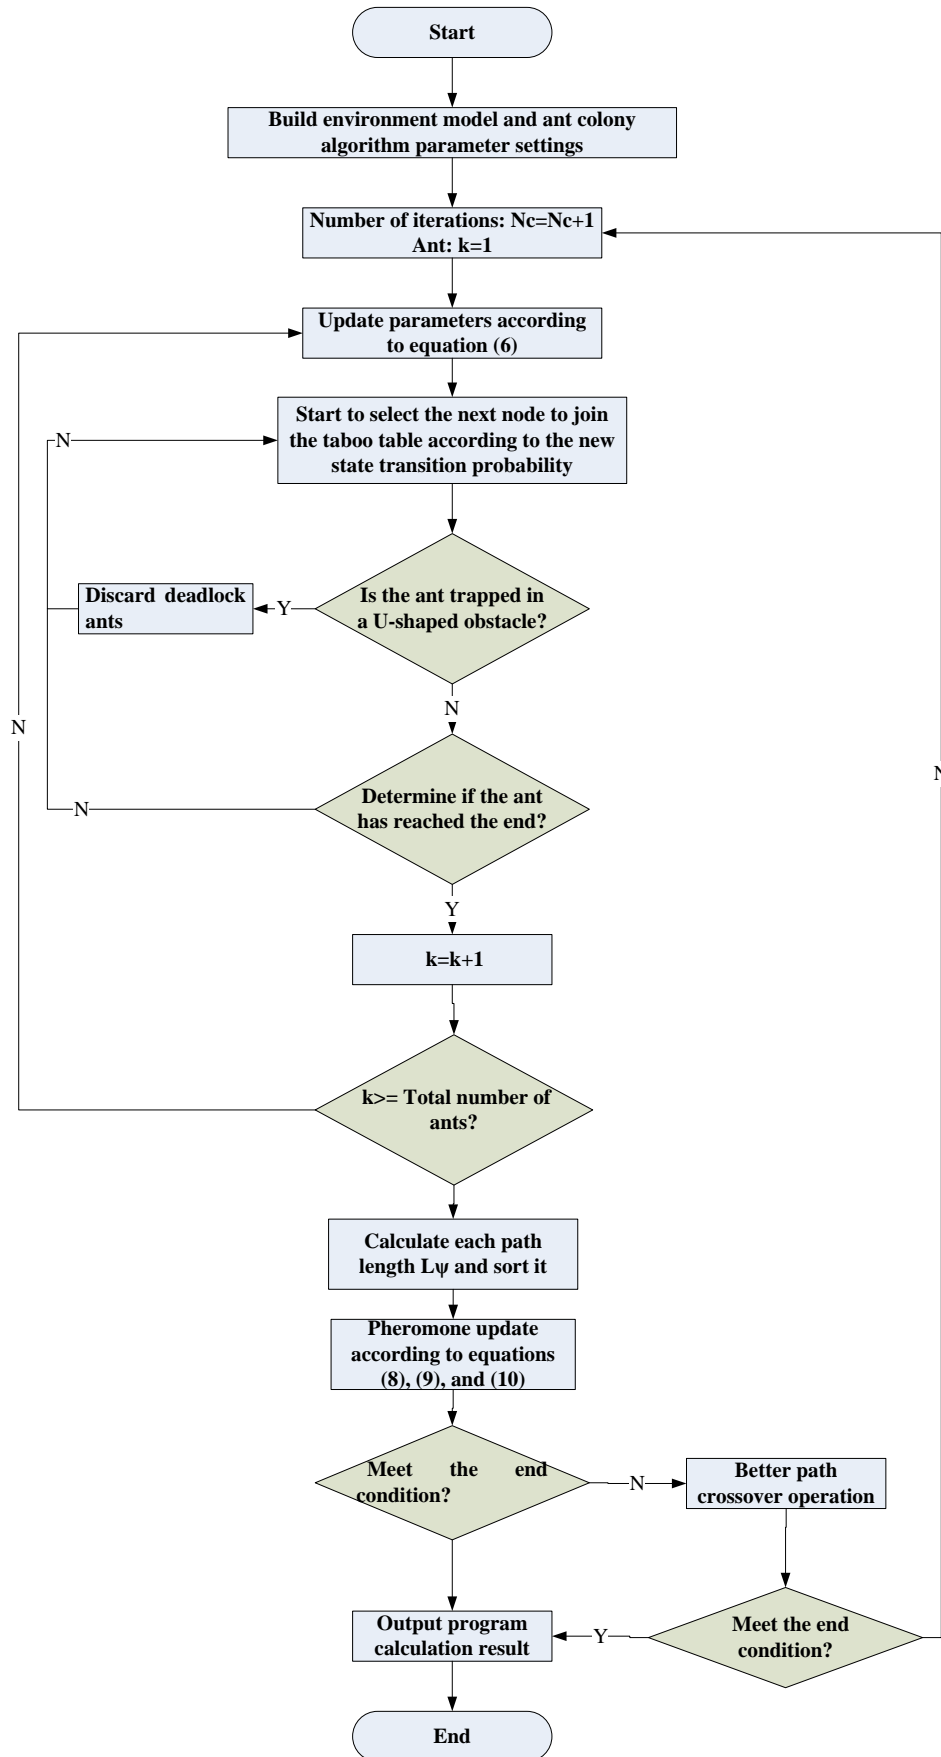 Start
Build environment model and ant colony
algorithm parameter settings
Number of iterations: Nc=Nc+1
Ant: k=1
Update parameters according
to equation (6)
Start to select the next node to join
the taboo table according to the new
state transition probability
N
Discard deadlock
ants
Y
Is the ant trapped in
a U-shaped obstacle?
N
N
N
Determine if the ant
has reached the end?
N
Y
k=k+1
k>= Total number of
ants?
Calculate each path
length Lψ and sort it
Pheromone update
according to equations
(8), (9), and (10)
Meet the end
condition?
N
Better path
crossover operation
Output program
calculation result
Y
Meet the end
condition?
End